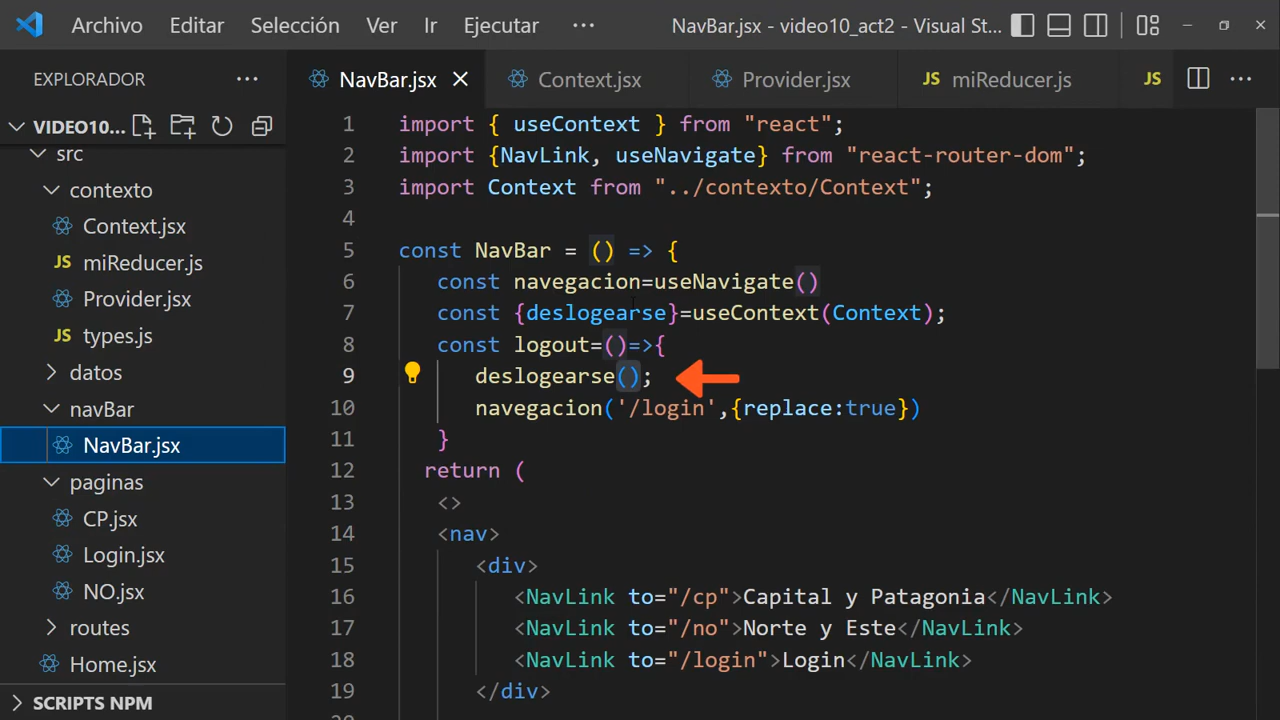 Archivo Editar Selección Ver Ir Ejecutar ··· NavBar.jsx - video10_act2 - Visual St...
EXPLORADOR ···
NavBar.jsx Context.jsx Provider.jsx JS miReducer.js JS ···
VIDEO10...
src
contexto
Context.jsx
JS miReducer.js
Provider.jsx
JS types.js
datos
navBar
NavBar.jsx
paginas
CP.jsx
Login.jsx
NO.jsx
routes
Home.jsx
SCRIPTS NPM
1 import { useContext } from "react";
2 import {NavLink, useNavigate} from "react-router-dom";
3 import Context from "../contexto/Context";
4
5 const NavBar = () => {
6 const navegacion=useNavigate()
7 const {deslogearse}=useContext(Context);
8 const logout=()=>{
9 deslogearse();
10 navegacion('/login',{replace:true})
11 }
12 return (
13 <>
14 <nav>
15 <div>
16 <NavLink to="/cp">Capital y Patagonia</NavLink>
17 <NavLink to="/no">Norte y Este</NavLink>
18 <NavLink to="/login">Login</NavLink>
19 </div>